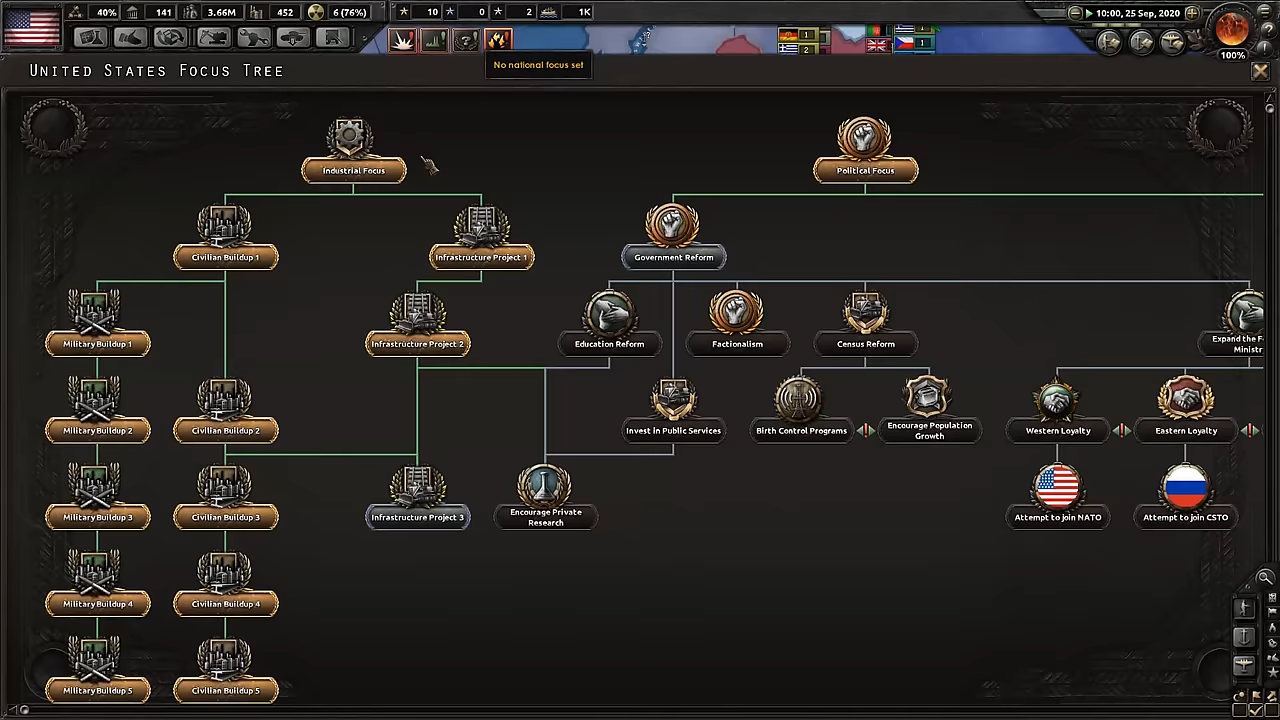 40% 141 3.66M 452 6 (76%) 10 0 2 1K
10:00, 25 Sep, 2020
1 1
2 1
100%
No national focus set
United States Focus Tree
Industrial Focus
Political Focus
Civilian Buildup 1
Infrastructure Project 1
Government Reform
Military Buildup 1
Infrastructure Project 2
Education Reform
Factionalism
Census Reform
Expand the Fo
Ministr
Military Buildup 2
Civilian Buildup 2
Invest in Public Services
Birth Control Programs
Encourage Population
Growth
Western Loyalty
Eastern Loyalty
Military Buildup 3
Civilian Buildup 3
Infrastructure Project 3
Encourage Private
Research
Attempt to join NATO
Attempt to join CSTO
Military Buildup 4
Civilian Buildup 4
Military Buildup 5
Civilian Buildup 5